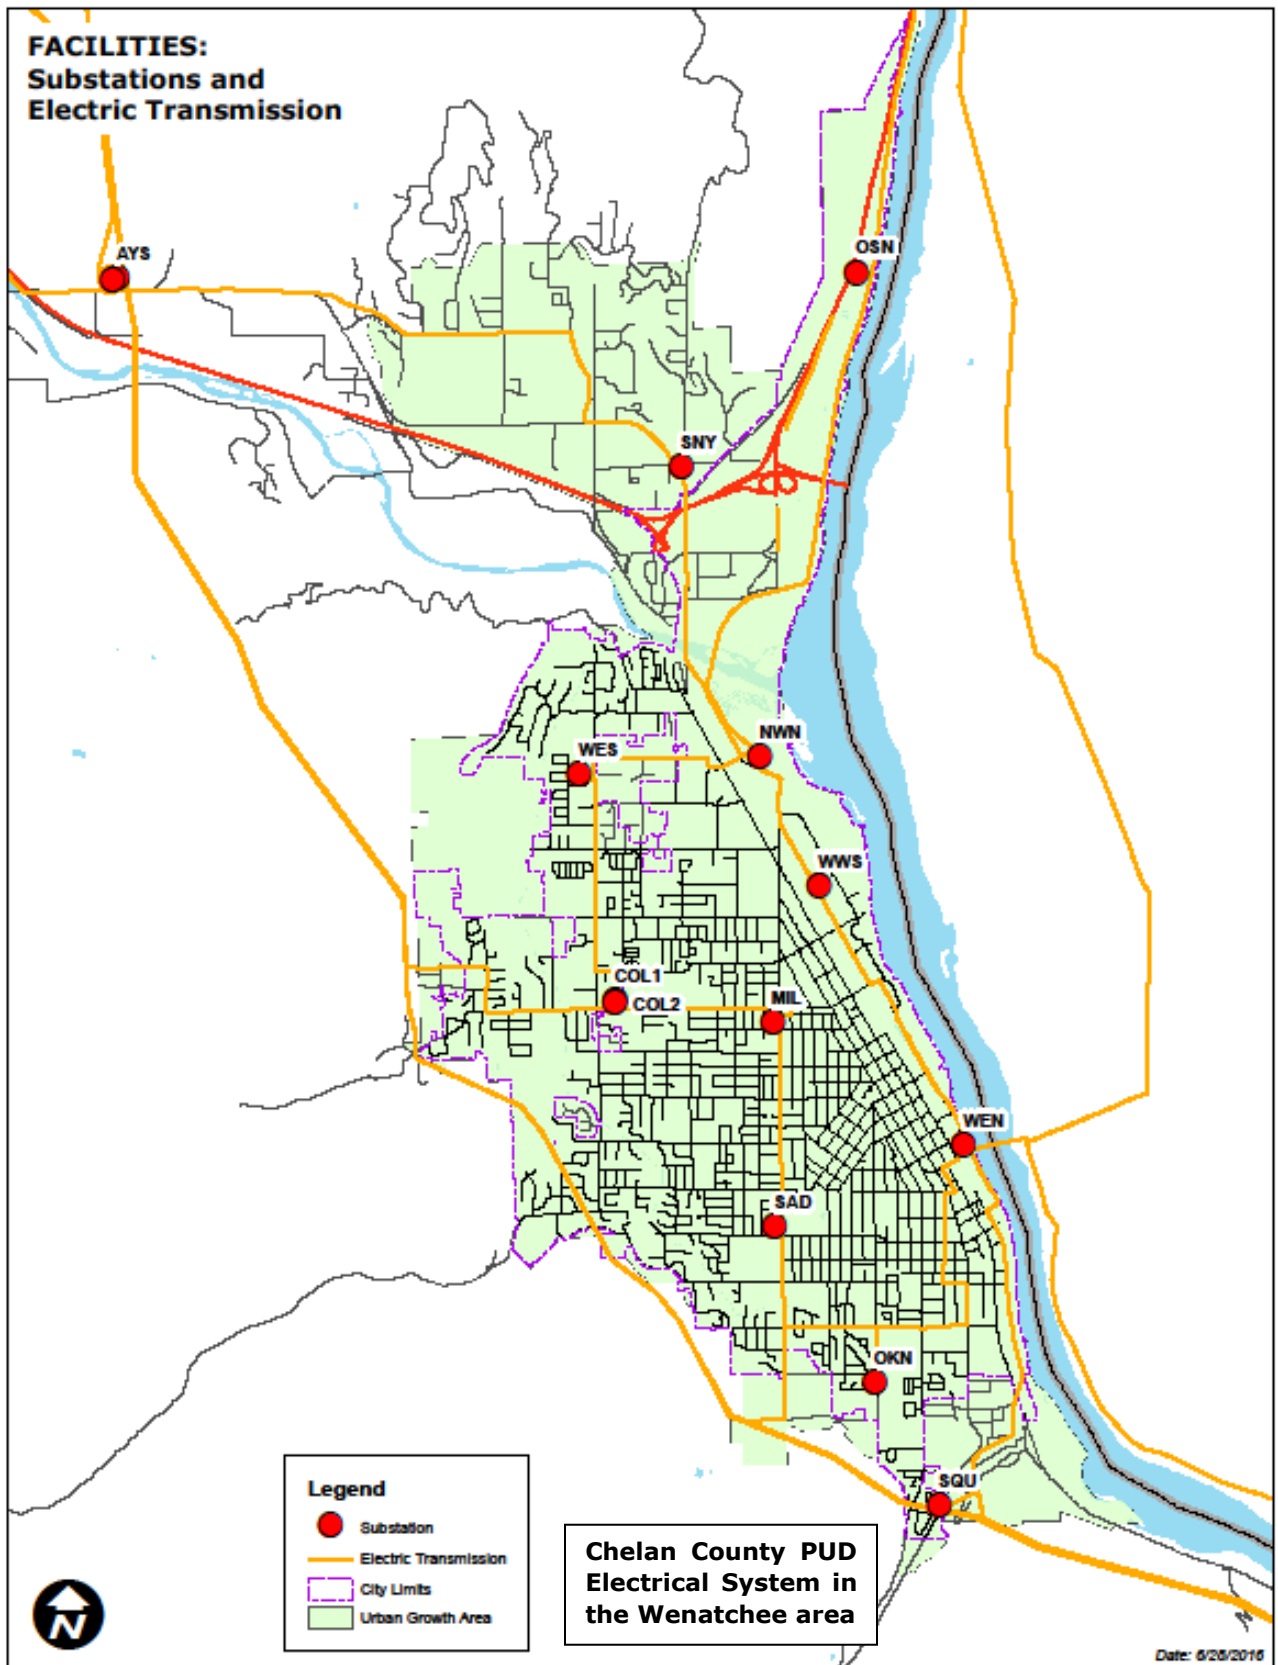 FACILITIES:
Substations and
Electric Transmission
AYS
OSN
SNY
NWN
WES
WWS
COL1
COL2
MIL
WEN
SAD
OKN
SQU
Legend
Substation
Electric Transmission
City Limits
Urban Growth Area
Chelan County PUD
Electrical System in
the Wenatchee area
N
Date: 6/28/2016